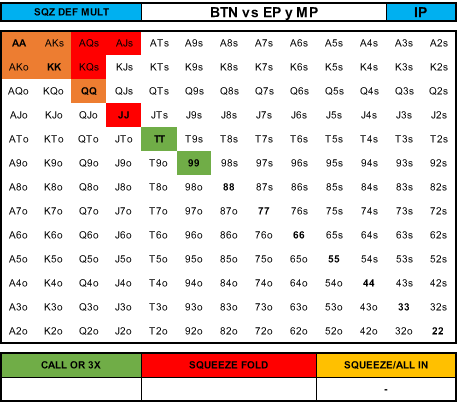 SQZ DEF MULT BTN vs EP y MP IP
AA AKs AQs AJs ATs A9s A8s A7s A6s A5s A4s A3s A2s
AKo KK KQs KJs KTs K9s K8s K7s K6s K5s K4s K3s K2s
AQo KQo QQ QJs QTs Q9s Q8s Q7s Q6s Q5s Q4s Q3s Q2s
AJo KJo QJo JJ JTs J9s J8s J7s J6s J5s J4s J3s J2s
ATo KTo QTo JTo TT T9s T8s T7s T6s T5s T4s T3s T2s
A9o K9o Q9o J9o T9o 99 98s 97s 96s 95s 94s 93s 92s
A8o K8o Q8o J8o T8o 98o 88 87s 86s 85s 84s 83s 82s
A7o K7o Q7o J7o T7o 97o 87o 77 76s 75s 74s 73s 72s
A6o K6o Q6o J6o T6o 96o 86o 76o 66 65s 64s 63s 62s
A5o K5o Q5o J5o T5o 95o 85o 75o 65o 55 54s 53s 52s
A4o K4o Q4o J4o T4o 94o 84o 74o 64o 54o 44 43s 42s
A3o K3o Q3o J3o T3o 93o 83o 73o 63o 53o 43o 33 32s
A2o K2o Q2o J2o T2o 92o 82o 72o 62o 52o 42o 32o 22
CALL OR 3X SQUEEZE FOLD SQUEEZE/ALL IN
-